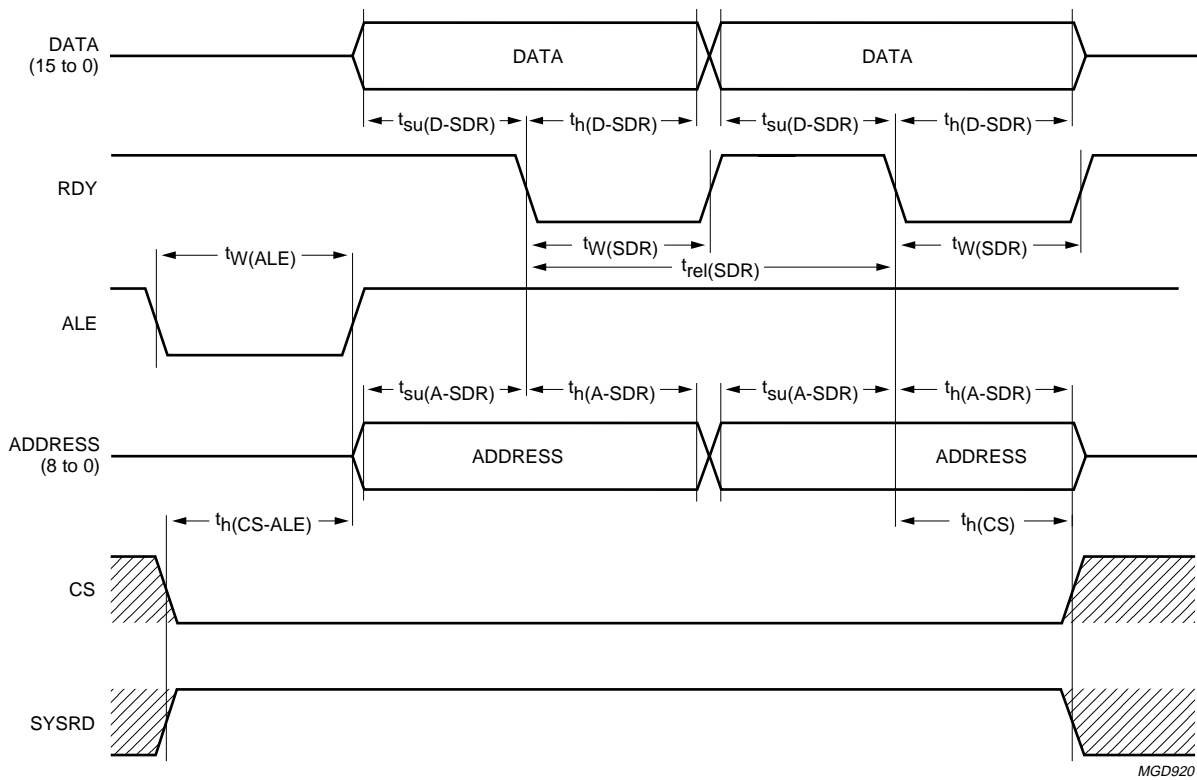 DATA
(15 to 0)
DATA
DATA
tsu(D-SDR)
th(D-SDR)
tsu(D-SDR)
th(D-SDR)
RDY
tW(SDR)
tW(SDR)
tW(ALE)
trel(SDR)
ALE
tsu(A-SDR)
th(A-SDR)
tsu(A-SDR)
th(A-SDR)
ADDRESS
(8 to 0)
ADDRESS
ADDRESS
th(CS-ALE)
th(CS)
CS
SYSRD
MGD920